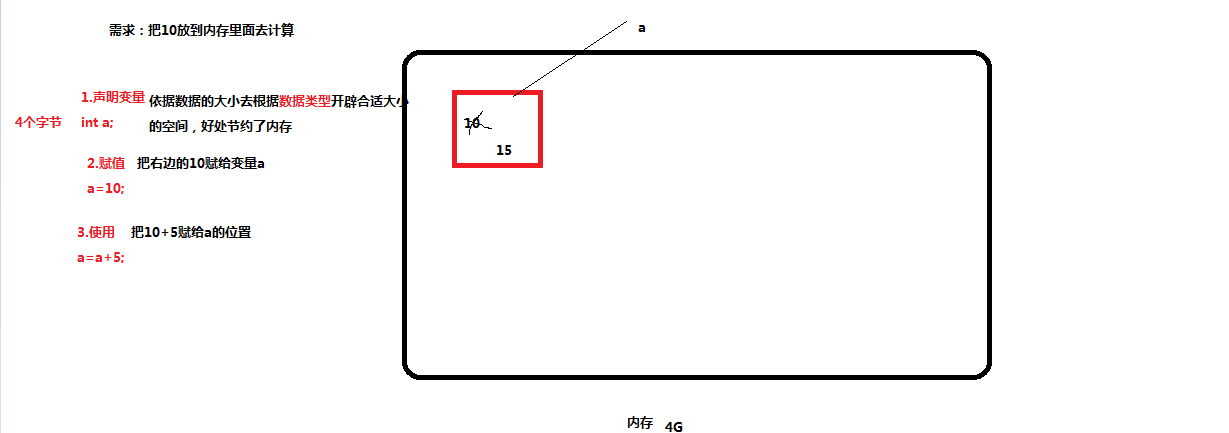 需求：把10放到内存里面去计算
a
1.声明变量 依据数据的大小去根据数据类型开辟合适大小
4个字节 int a; 的空间，好处节约了内存
10
15
2.赋值 把右边的10赋给变量a
a=10;
3.使用 把10+5赋给a的位置
a=a+5;
内存 4G